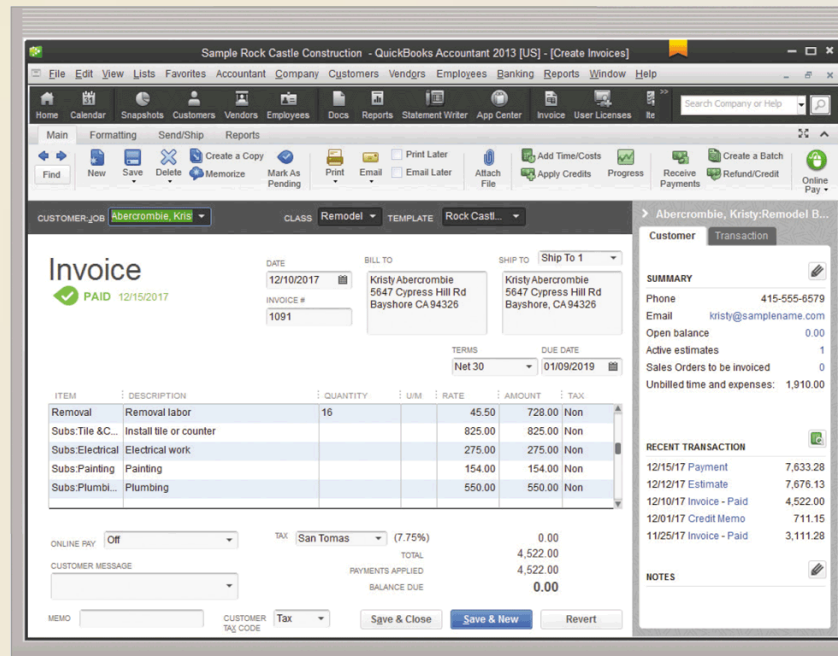 Sample Rock Castle Construction - QuickBooks Accountant 2013 [US] - [Create Invoices]
File Edit View Lists Favorites Accountant Company Customers Vendors Employees Banking Reports Window Help
Home Calendar Snapshots Customers Vendors Employees Docs Reports Statement Writer App Center Invoice User Licenses Ite Search Company or Help
Main Formatting Send/Ship Reports
Find New Save Delete Create a Copy Memorize Mark As Pending Print Email Print Later Email Later Attach File Add Time/Costs Apply Credits Progress Receive Payments Create a Batch Refund/Credit Online Pay
CUSTOMER:JOB Abercrombie, Kris CLASS Remodel TEMPLATE Rock Castl...
Invoice
PAID 12/15/2017
DATE
12/10/2017
INVOICE #
1091
BILL TO
Kristy Abercrombie
5647 Cypress Hill Rd
Bayshore CA 94326
SHIP TO Ship To 1
Kristy Abercrombie
5647 Cypress Hill Rd
Bayshore, CA 94326
TERMS DUE DATE
Net 30 01/09/2019
ITEM DESCRIPTION QUANTITY U/M RATE AMOUNT TAX
Removal Removal labor 16 45.50 728.00 Non
Subs:Tile &C... Install tile or counter 825.00 825.00 Non
Subs:Electrical Electrical work 275.00 275.00 Non
Subs:Painting Painting 154.00 154.00 Non
Subs:Plumbi... Plumbing 550.00 550.00 Non
ONLINE PAY Off TAX San Tomas (7.75%) 0.00
TOTAL 4,522.00
CUSTOMER MESSAGE PAYMENTS APPLIED 4,522.00
BALANCE DUE 0.00
MEMO CUSTOMER TAX CODE Tax Save & Close Save & New Revert
Abercrombie, Kristy:Remodel B...
Customer Transaction
SUMMARY
Phone 415-555-6579
Email kristy@samplename.com
Open balance 0.00
Active estimates 1
Sales Orders to be invoiced 0
Unbilled time and expenses: 1,910.00
RECENT TRANSACTION
12/15/17 Payment 7,633.28
12/12/17 Estimate 7,676.13
12/10/17 Invoice - Paid 4,522.00
12/01/17 Credit Memo 711.15
11/25/17 Invoice - Paid 3,111.28
NOTES